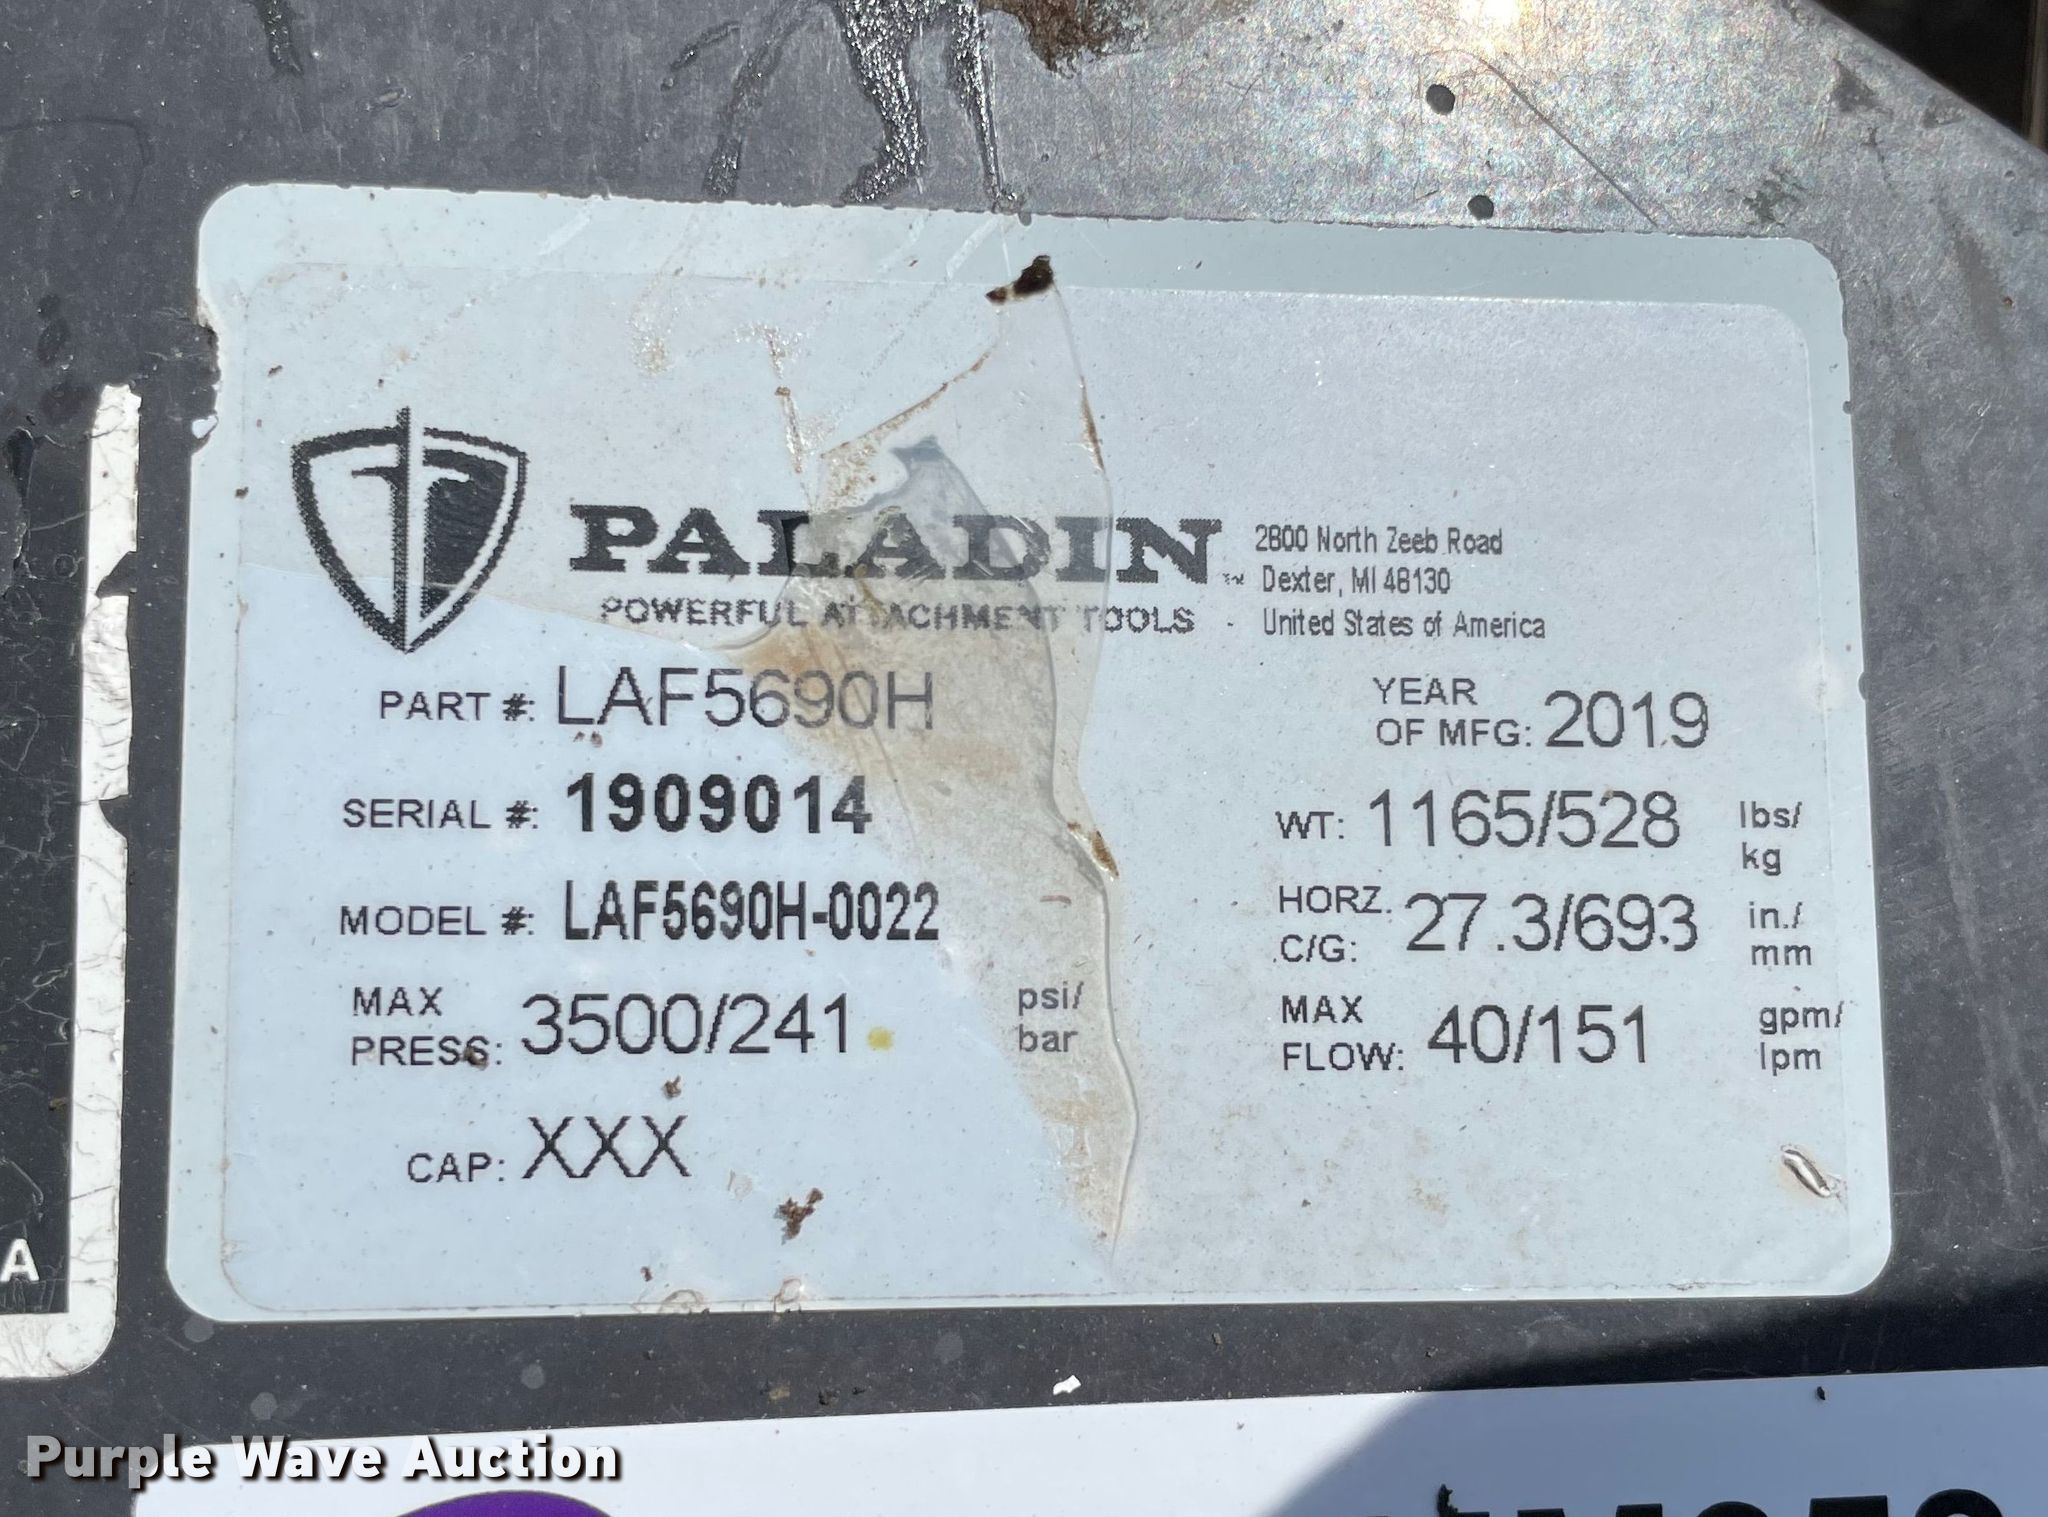 PALADIN™
POWERFUL ATTACHMENT TOOLS
2800 North Zeeb Road
Dexter, MI 48130
United States of America
PART #: LAF5690H
SERIAL #: 1909014
MODEL #: LAF5690H-0022
MAX
PRESS: 3500/241 psi/
bar
CAP: XXX
YEAR
OF MFG: 2019
WT: 1165/528 lbs/
kg
HORZ.
C/G: 27.3/693 in./
mm
MAX
FLOW: 40/151 gpm/
lpm
A
Purple Wave Auction